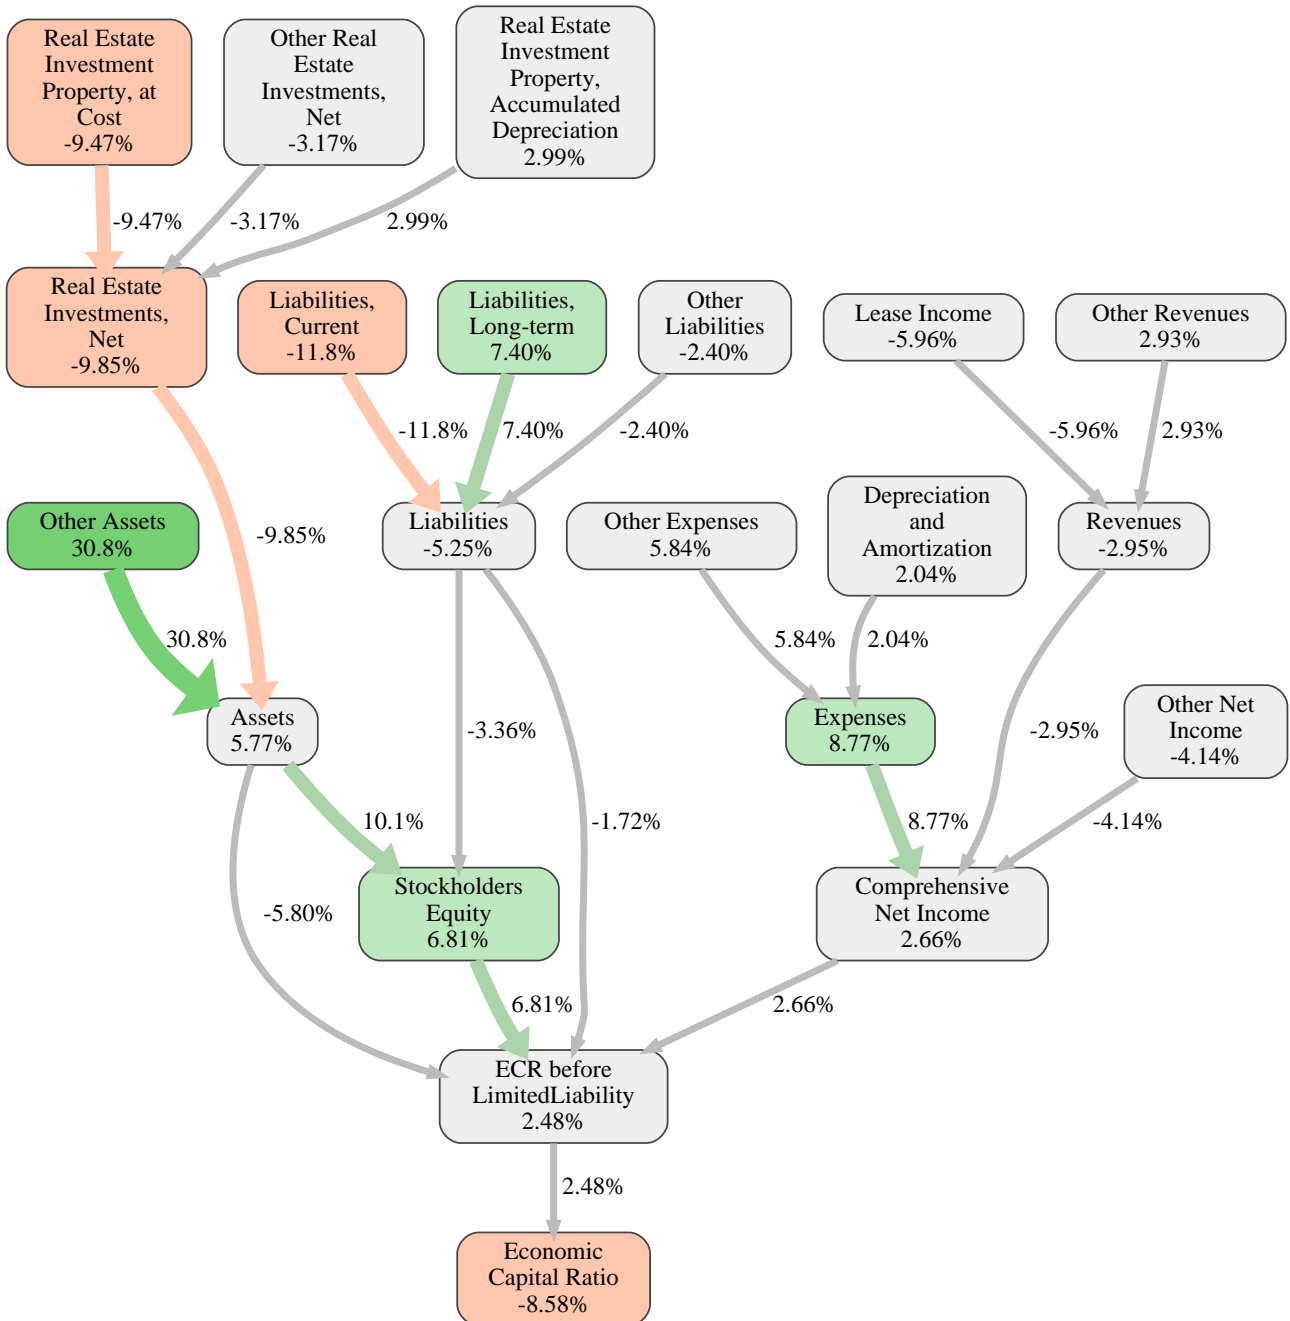 Real Estate
Investment
Property, at
Cost
-9.47%
Other Real
Estate
Investments,
Net
-3.17%
Real Estate
Investment
Property,
Accumulated
Depreciation
2.99%
-9.47%
-3.17%
2.99%
Real Estate
Investments,
Net
-9.85%
Liabilities,
Current
-11.8%
Liabilities,
Long-term
7.40%
Other
Liabilities
-2.40%
Lease Income
-5.96%
Other Revenues
2.93%
-11.8%
7.40%
-2.40%
-5.96%
2.93%
Other Assets
30.8%
-9.85%
Liabilities
-5.25%
Other Expenses
5.84%
Depreciation
and
Amortization
2.04%
Revenues
-2.95%
30.8%
5.84%
2.04%
Assets
5.77%
-3.36%
Expenses
8.77%
-2.95%
Other Net
Income
-4.14%
10.1%
-1.72%
8.77%
-4.14%
-5.80%
Stockholders
Equity
6.81%
Comprehensive
Net Income
2.66%
6.81%
2.66%
ECR before
LimitedLiability
2.48%
2.48%
Economic
Capital Ratio
-8.58%